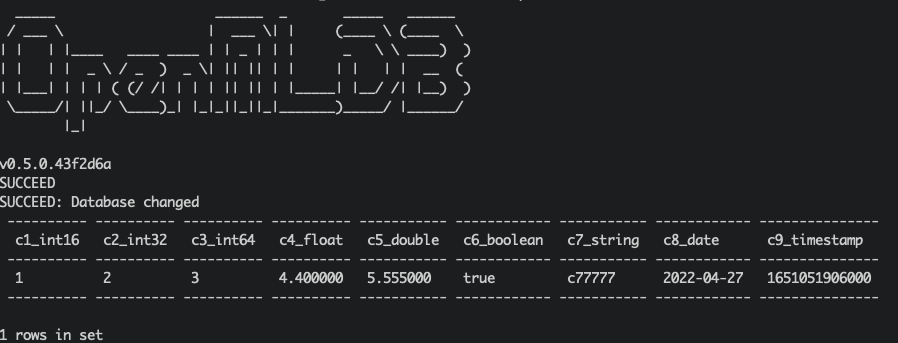 OpenMLDB
v0.5.0.43f2d6a
SUCCEED
SUCCEED: Database changed
---------- ---------- ---------- ---------- ----------- ------------ ----------- ------------ ---------------
c1_int16 c2_int32 c3_int64 c4_float c5_double c6_boolean c7_string c8_date c9_timestamp
---------- ---------- ---------- ---------- ----------- ------------ ----------- ------------ ---------------
1 2 3 4.400000 5.555000 true c77777 2022-04-27 1651051906000
---------- ---------- ---------- ---------- ----------- ------------ ----------- ------------ ---------------
1 rows in set